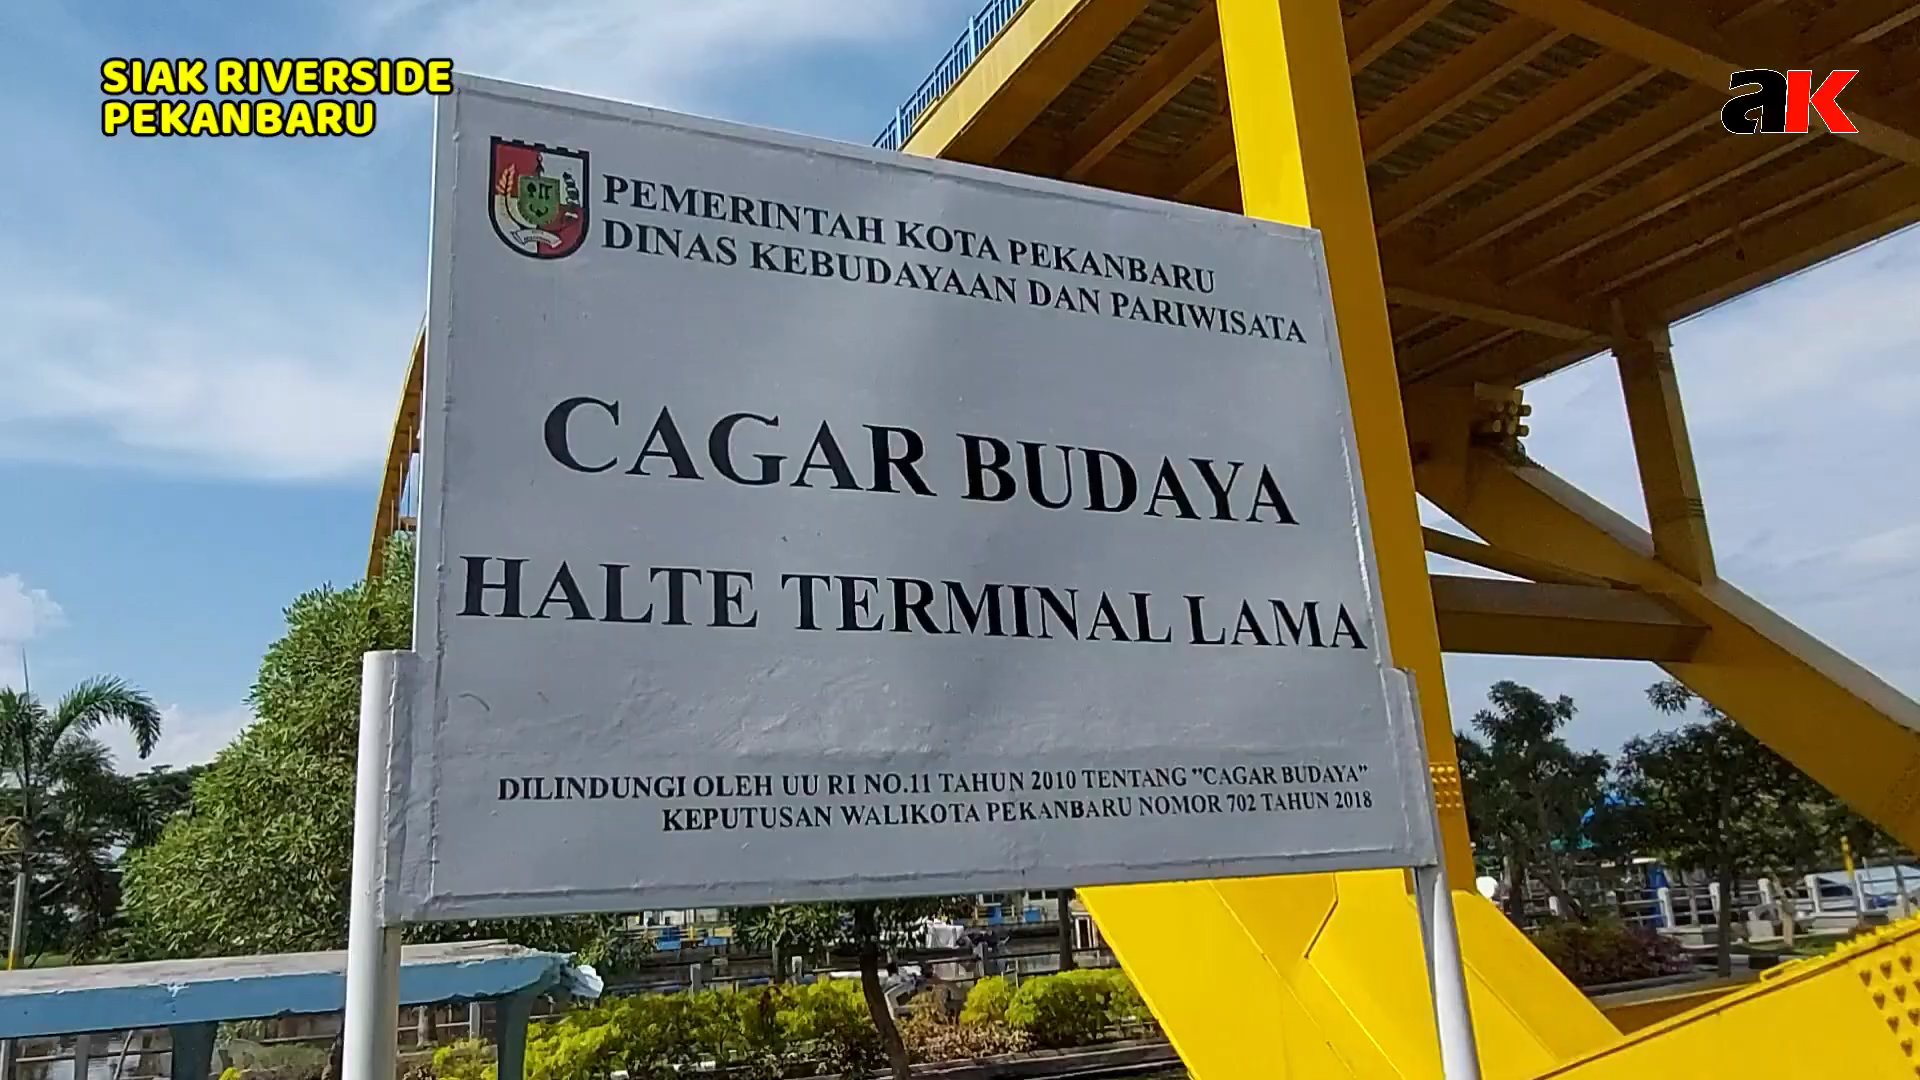 SIAK RIVERSIDE
PEKANBARU
aK
PEMERINTAH KOTA PEKANBARU
DINAS KEBUDAYAAN DAN PARIWISATA
CAGAR BUDAYA
HALTE TERMINAL LAMA
DILINDUNGI OLEH UU RI NO.11 TAHUN 2010 TENTANG "CAGAR BUDAYA"
KEPUTUSAN WALIKOTA PEKANBARU NOMOR 702 TAHUN 2018